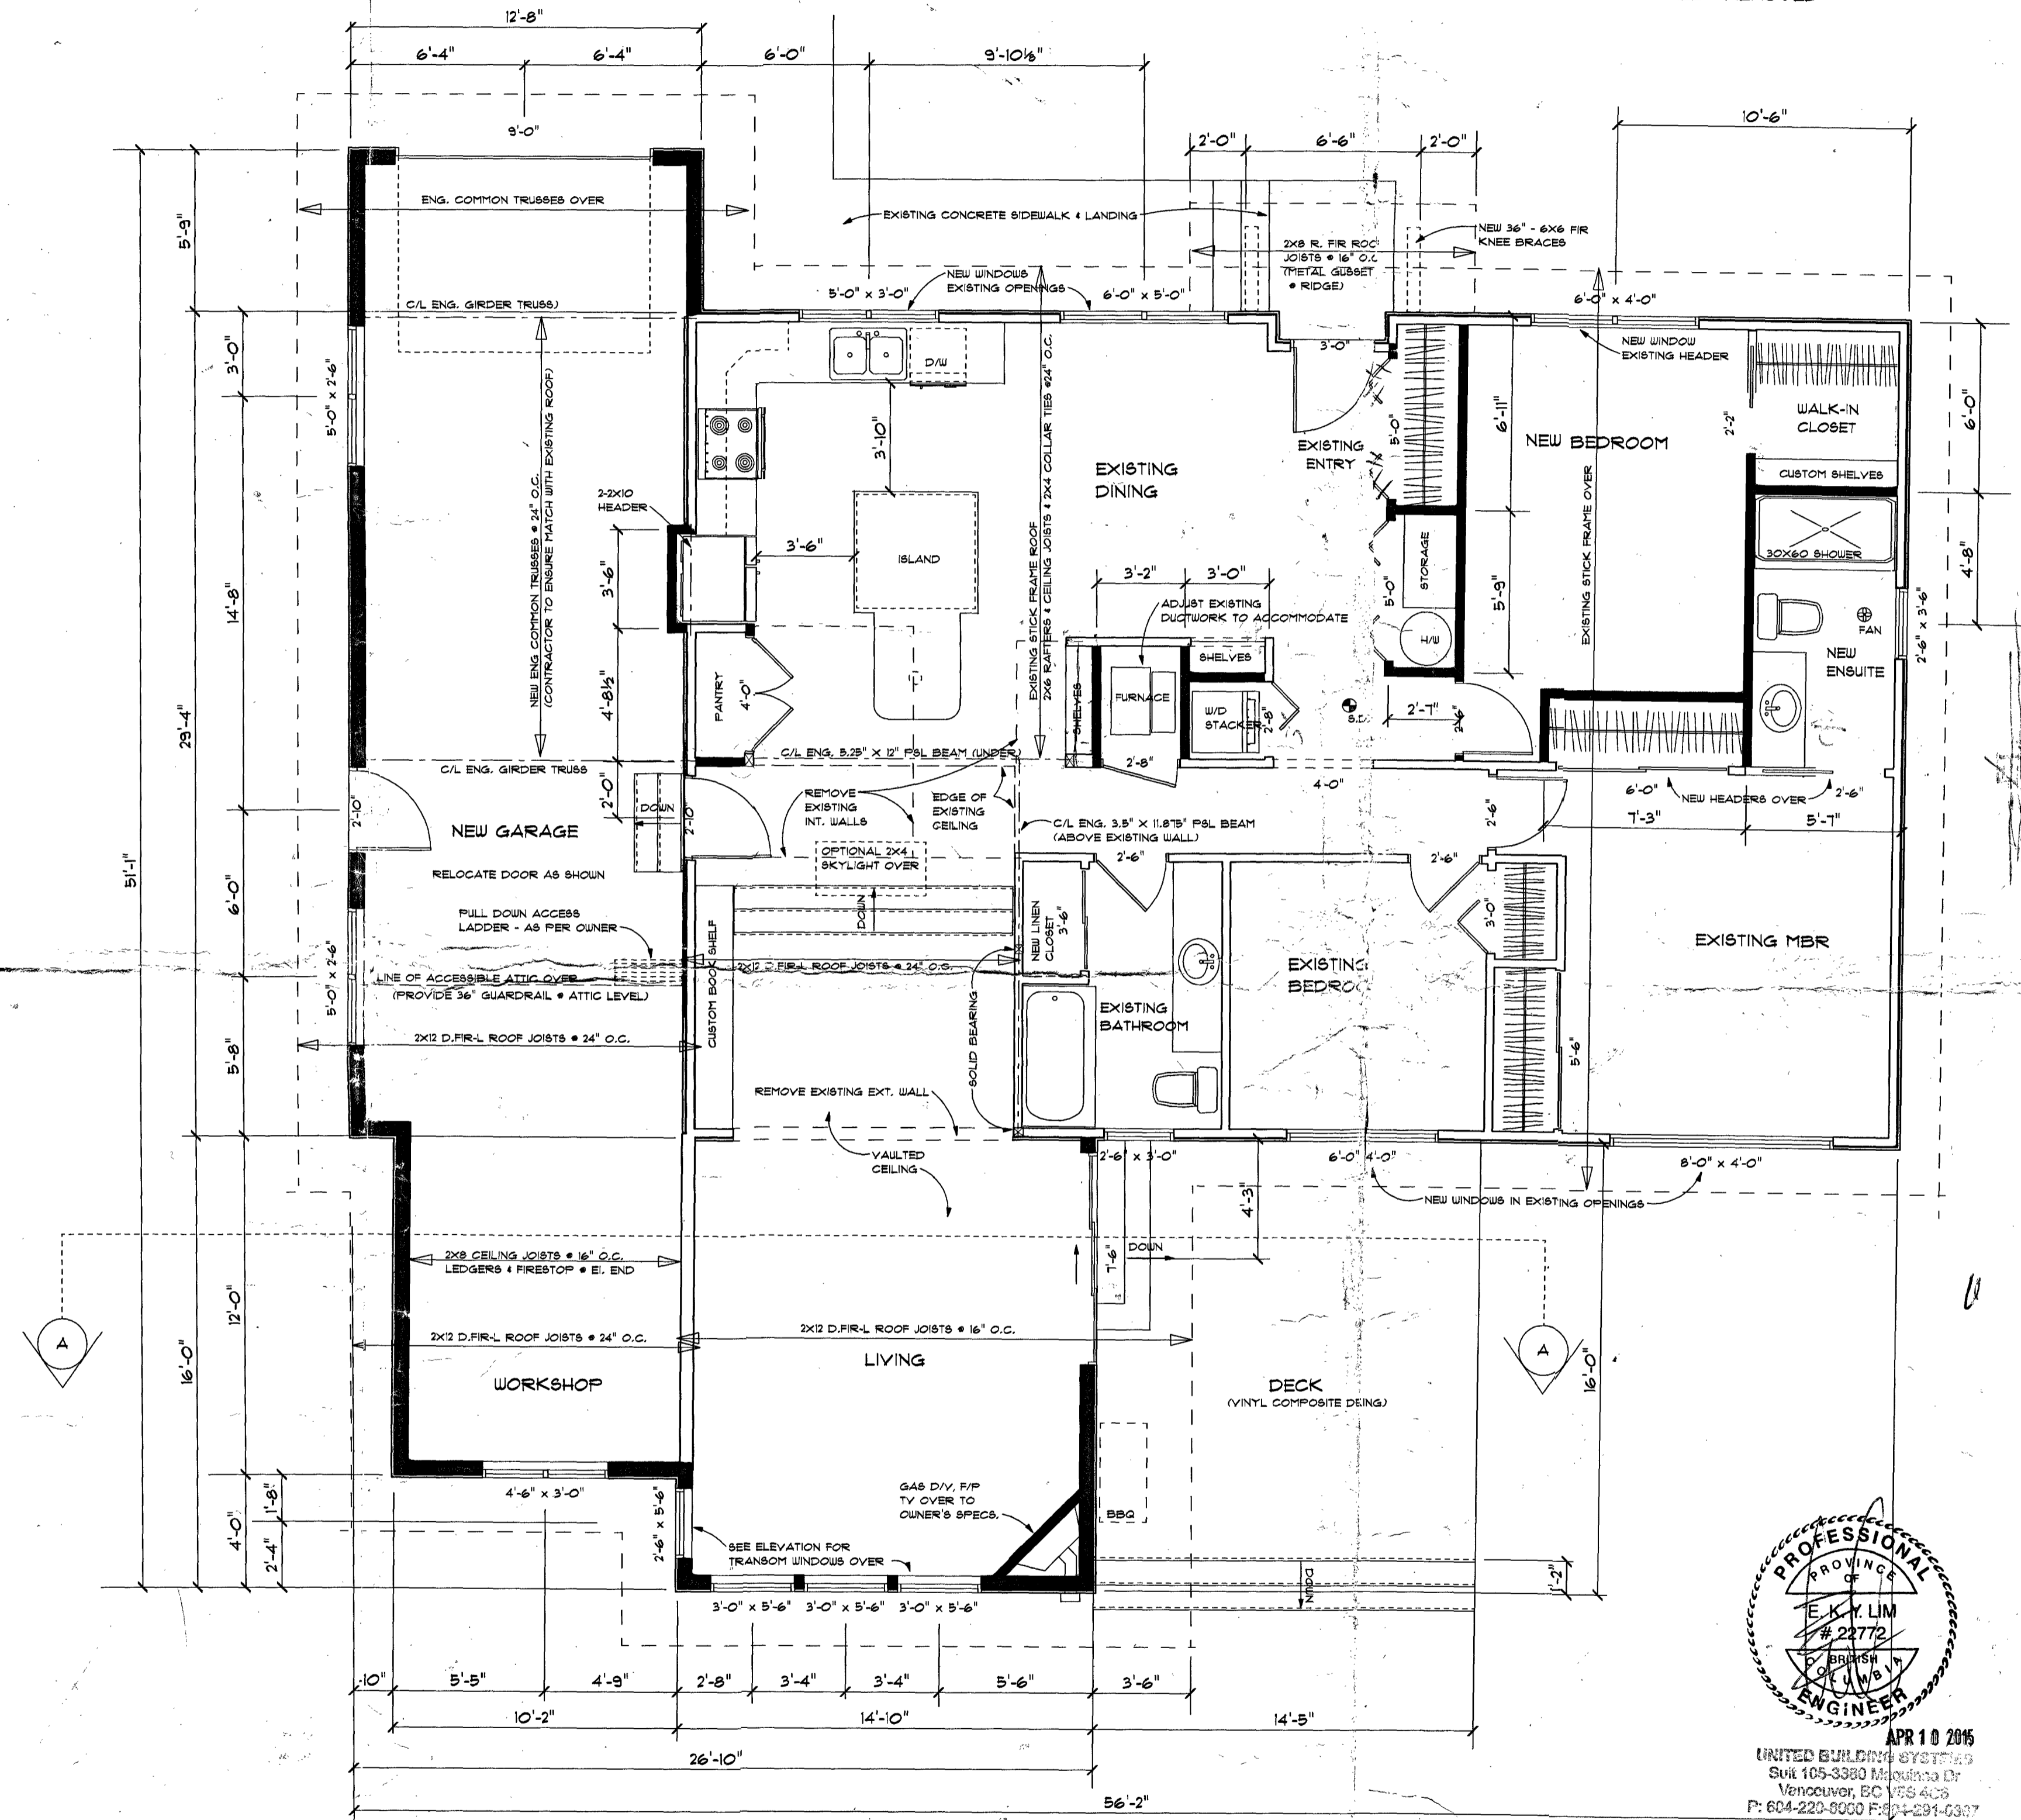 12'-8"
6'-4"
6'-4"
6'-0"
9'-10⅛"
9'-0"
10'-6"
2'-0"
6'-6"
2'-0"
ENG. COMMON TRUSSES OVER
EXISTING CONCRETE SIDEWALK & LANDING
NEW 36" - 6X6 FIR
KNEE BRACES
2X8 R. FIR
JOISTS @ 16" O.C
(METAL GUSSET
@ RIDGE)
5'-9"
NEW WINDOWS
EXISTING OPENINGS
5'-0" x 3'-0"
6'-0" x 5'-0"
6'-0" x 4'-0"
C/L ENG. GIRDER TRUSS)
3'-0"
5'-0" x 2'-6"
D/W
3'-0"
NEW WINDOW
EXISTING HEADER
WALK-IN
CLOSET
CUSTOM SHELVES
2'-2"
6'-0"
6'-11"
5'-0"
NEW BEDROOM
EXISTING
ENTRY
EXISTING
DINING
3'-10"
NEW ENG COMMON TRUSSES @ 24" O.C.
(CONTRACTOR TO ENSURE MATCH WITH EXISTING ROOF)
EXISTING STICK FRAME ROOF
2X6 RAFTERS & CEILING JOISTS & 2X4 COLLAR TIES @24" O.C.
EXISTING STICK FRAME OVER
2-2X10
HEADER
3'-6"
3'-6"
ISLAND
3'-2"
3'-0"
ADJUST EXISTING
DUCTWORK TO ACCOMMODATE
STORAGE
5'-0"
5'-9"
H/W
30X60 SHOWER
4'-8"
2'-6" x 3'-6"
FAN
NEW
ENSUITE
14'-8"
29'-4"
51'-1"
4'-8½"
PANTRY
4'-0"
SHELVES
SHELVES
FURNACE
W/D
STACKER
2'-8"
2'-8"
S.D.
2'-7"
2'-6"
C/L ENG. 5.25" X 12" PSL BEAM (UNDER)
C/L ENG. GIRDER TRUSS
4'-0"
6'-0"
2'-6"
NEW HEADERS OVER
7'-3"
5'-7"
2'-0"
DOWN
2'-10"
2'-10"
NEW GARAGE
REMOVE
EXISTING
INT. WALLS
EDGE OF
EXISTING
CEILING
C/L ENG. 3.5" X 11.875" PSL BEAM
(ABOVE EXISTING WALL)
2'-6"
2'-6"
2'-6"
RELOCATE DOOR AS SHOWN
OPTIONAL 2X4
SKYLIGHT OVER
DOWN
6'-0"
PULL DOWN ACCESS
LADDER - AS PER OWNER
5'-0" x 2'-6"
LINE OF ACCESSIBLE ATTIC OVER
(PROVIDE 36" GUARDRAIL @ ATTIC LEVEL)
CUSTOM BOOK SHELF
2X12 D.FIR-L ROOF JOISTS @ 24" O.C.
NEW LINEN
CLOSET
3'-6"
3'-0"
EXISTING MBR
EXISTING
EXISTING
BATHROOM
SOLID BEARING
2X12 D.FIR-L ROOF JOISTS @ 24" O.C.
5'-8"
5'-6"
REMOVE EXISTING EXT. WALL
VAULTED
CEILING
2'-6" x 3'-0"
6'-0" 4'-0"
8'-0" x 4'-0"
NEW WINDOWS IN EXISTING OPENINGS
4'-3"
7'-6"
DOWN
2X8 CEILING JOISTS @ 16" O.C.
LEDGERS & FIRESTOP @ EI. END
12'-0"
16'-0"
2X12 D.FIR-L ROOF JOISTS @ 24" O.C.
2X12 D.FIR-L ROOF JOISTS @ 16" O.C.
A
A
LIVING
WORKSHOP
DECK
(VINYL COMPOSITE DEING)
16'-0"
4'-6" x 3'-0"
2'-6" x 5'-6"
GAS D/V, F/P
TV OVER TO
OWNER'S SPECS.
BBQ
1'-8"
4'-0"
2'-4"
SEE ELEVATION FOR
TRANSOM WINDOWS OVER
DOWN
1'-2"
3'-0" x 5'-6"
3'-0" x 5'-6"
3'-0" x 5'-6"
10"
5'-5"
4'-9"
2'-8"
3'-4"
3'-4"
5'-6"
3'-6"
10'-2"
14'-10"
14'-5"
26'-10"
56'-2"
PROFESSIONAL
PROVINCE
OF
E. K. Y. LIM
# 22772
BRITISH
COLUMBIA
ENGINEER
APR 10 2015
UNITED BUILDING SYSTEMS
Suit 105-3380 Dr
Vancouver, BC